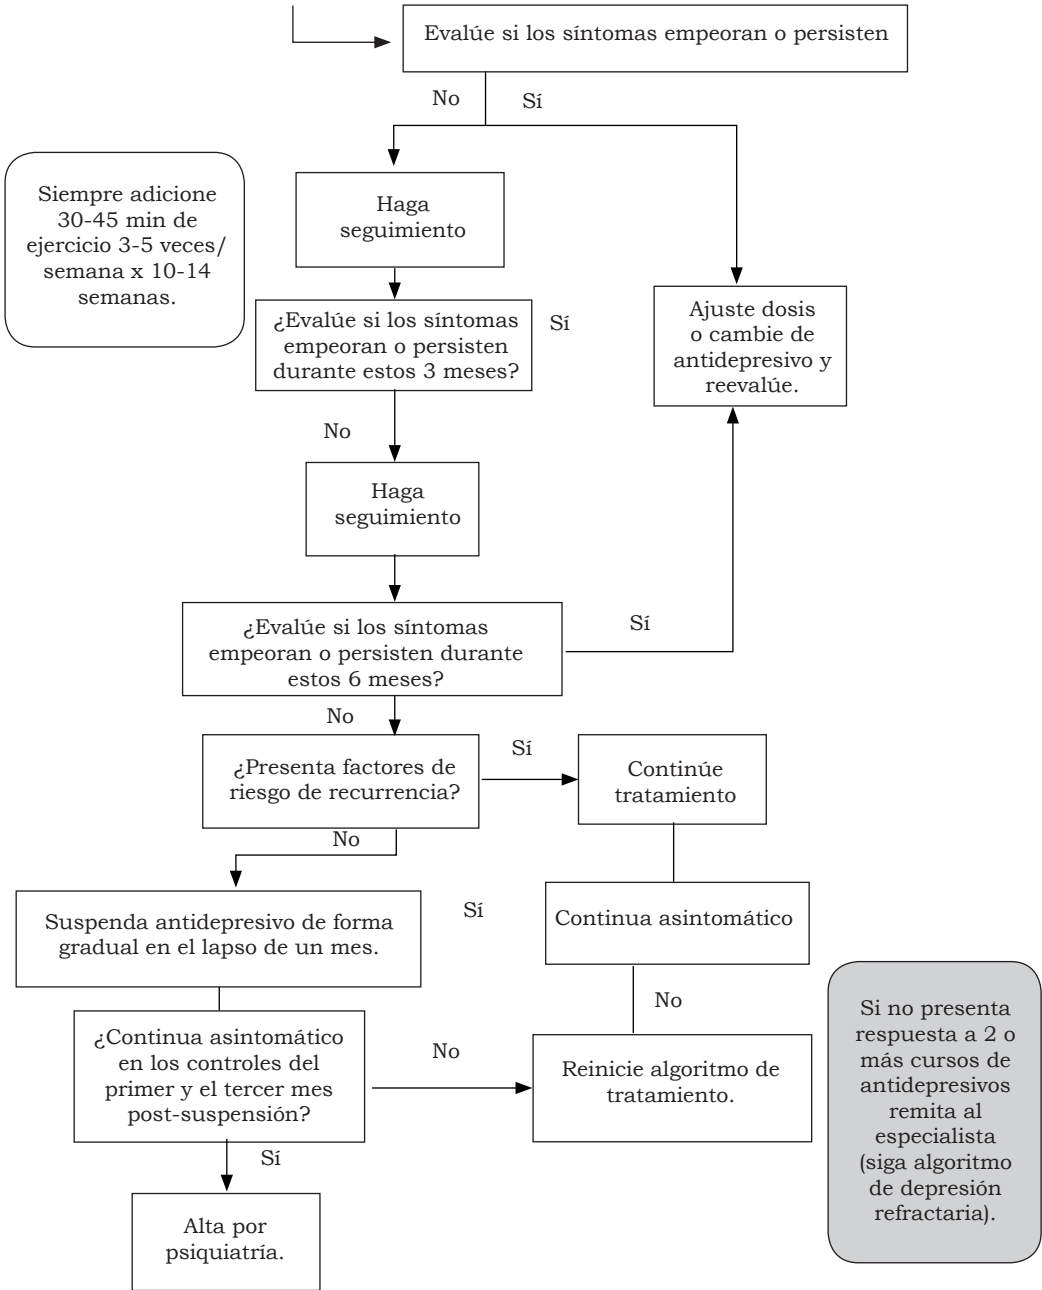 Evalúe si los síntomas empeoran o persisten
No
Sí
Siempre adicione
30-45 min de
ejercicio 3-5 veces/
semana x 10-14
semanas.
Haga
seguimiento
¿Evalúe si los síntomas
empeoran o persisten
durante estos 3 meses?
Sí
Ajuste dosis
o cambie de
antidepresivo y
reevalúe.
No
Haga
seguimiento
¿Evalúe si los síntomas
empeoran o persisten durante
estos 6 meses?
Sí
No
¿Presenta factores de
riesgo de recurrencia?
Sí
Continúe
tratamiento
No
Suspenda antidepresivo de forma
gradual en el lapso de un mes.
Sí
Continua asintomático
No
¿Continua asintomático
en los controles del
primer y el tercer mes
post-suspensión?
No
Reinicie algoritmo de
tratamiento.
Si no presenta
respuesta a 2 o
más cursos de
antidepresivos
remita al
especialista
(siga algoritmo
de depresión
refractaria).
Sí
Alta por
psiquiatría.